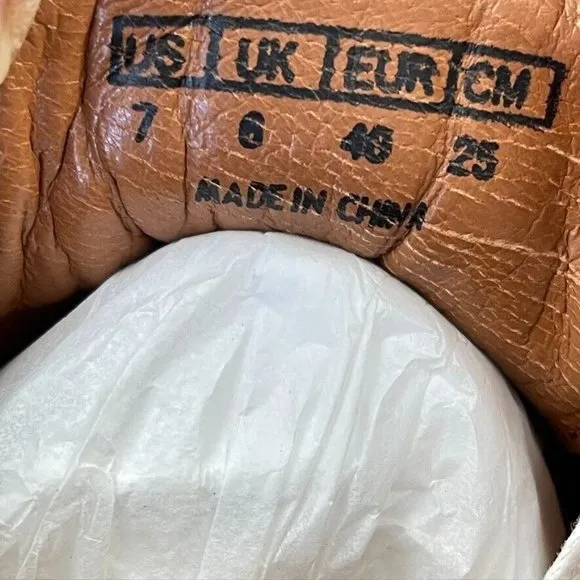 US UK EUR CM
7 6 40 25
MADE IN CHINA